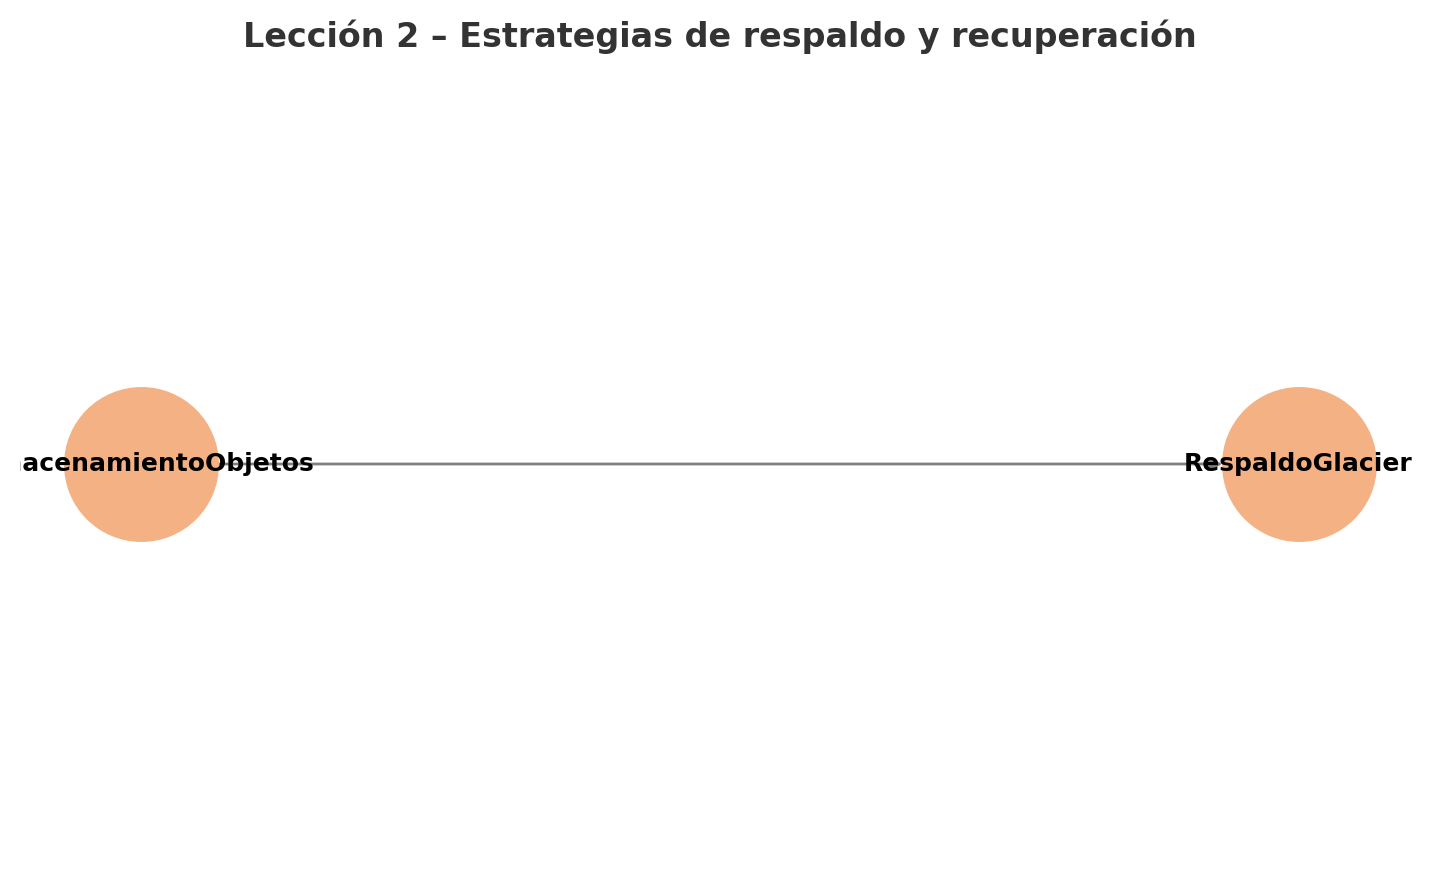 Lección 2 – Estrategias de respaldo y recuperación
acenamientoObjetos
RespaldoGlacier